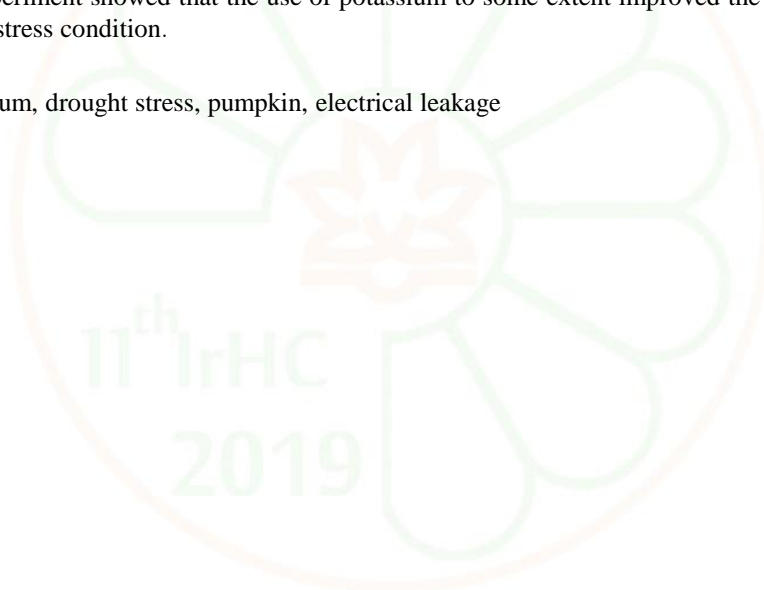 periment showed that the use of potassium to some extent improved the
stress condition.
um, drought stress, pumpkin, electrical leakage
11th IrHC
2019